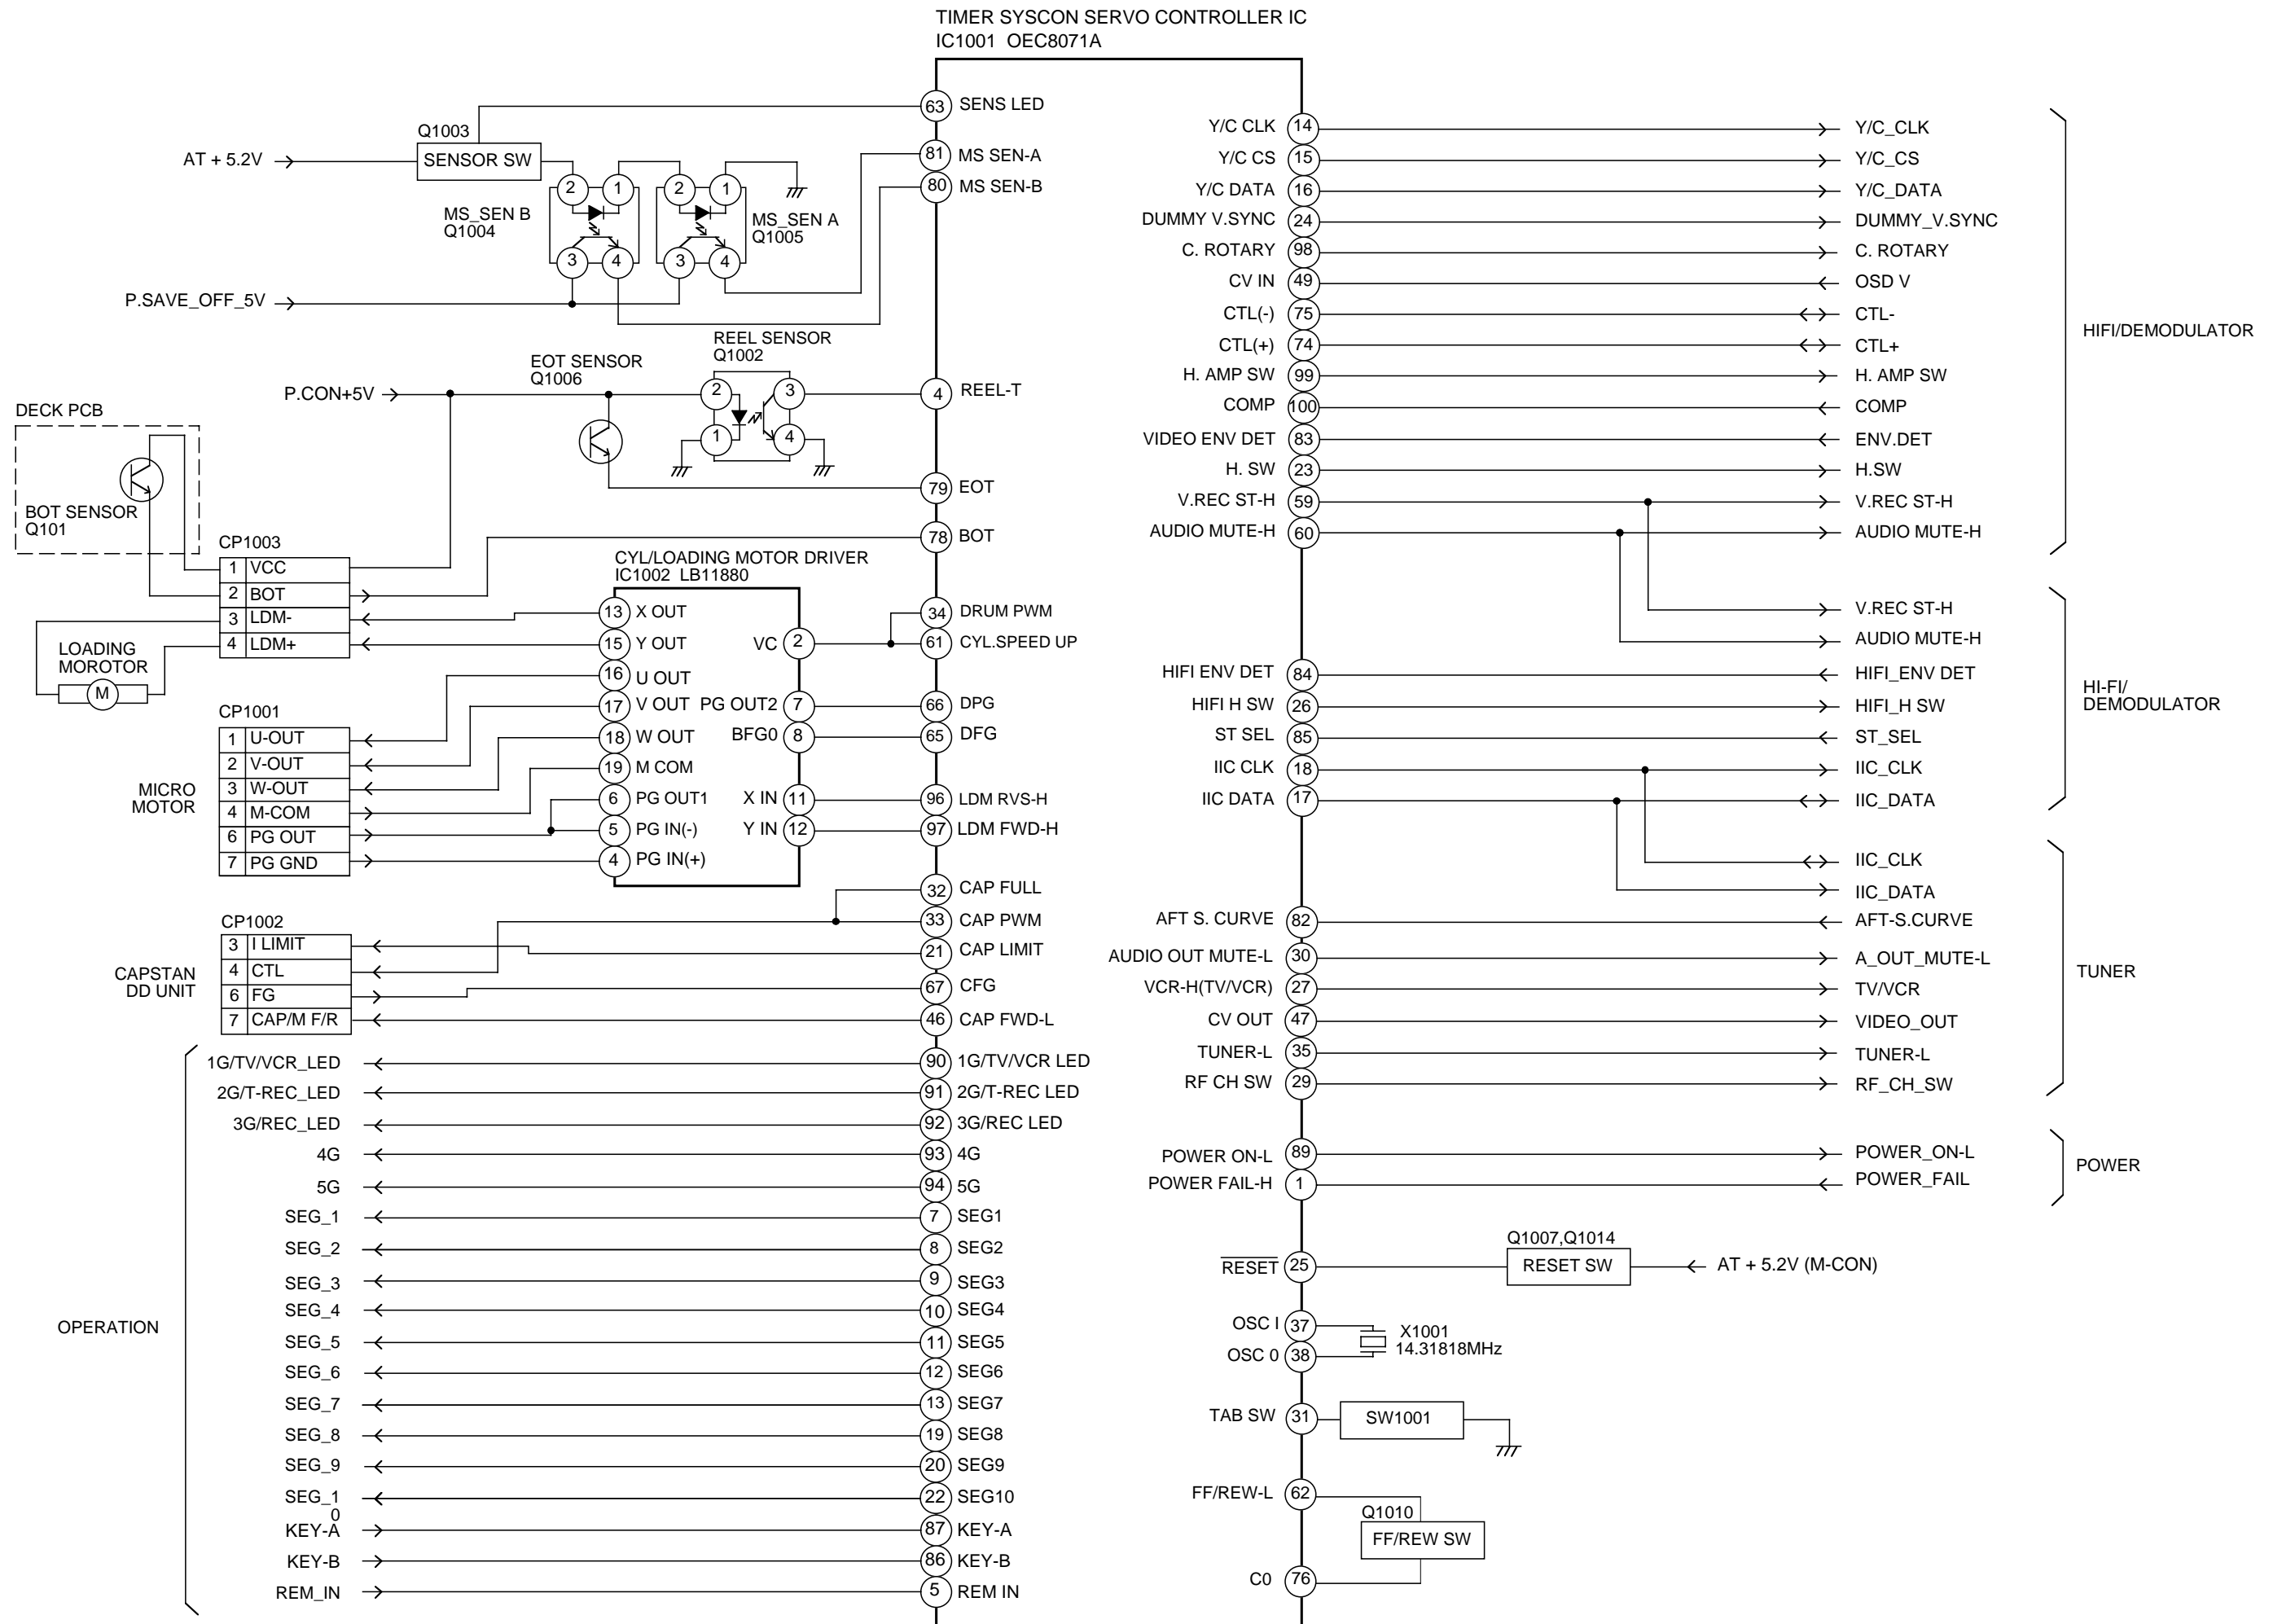 TIMER SYSCON SERVO CONTROLLER IC
IC1001 OEC8071A
63 SENS LED
Q1003
AT + 5.2V
SENSOR SW
81 MS SEN-A
80 MS SEN-B
2 1 2 1
MS_SEN B
Q1004
MS_SEN A
Q1005
3 4 3 4
P.SAVE_OFF_5V
REEL SENSOR
Q1002
EOT SENSOR
Q1006
P.CON+5V
2 3
1 4
4 REEL-T
DECK PCB
BOT SENSOR
Q101
79 EOT
78 BOT
CP1003
1 VCC
2 BOT
3 LDM-
4 LDM+
LOADING
MOROTOR
M
CYL/LOADING MOTOR DRIVER
IC1002 LB11880
13 X OUT
15 Y OUT
16 U OUT
17 V OUT
18 W OUT
19 M COM
6 PG OUT1
5 PG IN(-)
4 PG IN(+)
VC 2
PG OUT2 7
BFG0 8
X IN 11
Y IN 12
34 DRUM PWM
61 CYL.SPEED UP
66 DPG
65 DFG
96 LDM RVS-H
97 LDM FWD-H
CP1001
1 U-OUT
2 V-OUT
3 W-OUT
4 M-COM
6 PG OUT
7 PG GND
MICRO
MOTOR
32 CAP FULL
33 CAP PWM
21 CAP LIMIT
67 CFG
46 CAP FWD-L
CP1002
3 I LIMIT
4 CTL
6 FG
7 CAP/M F/R
CAPSTAN
DD UNIT
1G/TV/VCR_LED 90 1G/TV/VCR LED
2G/T-REC_LED 91 2G/T-REC LED
3G/REC_LED 92 3G/REC LED
4G 93 4G
5G 94 5G
SEG_1 7 SEG1
SEG_2 8 SEG2
SEG_3 9 SEG3
SEG_4 10 SEG4
SEG_5 11 SEG5
SEG_6 12 SEG6
SEG_7 13 SEG7
SEG_8 19 SEG8
SEG_9 20 SEG9
SEG_1
0
22 SEG10
KEY-A 87 KEY-A
KEY-B 86 KEY-B
REM_IN 5 REM IN
OPERATION
Y/C CLK 14 Y/C_CLK
Y/C CS 15 Y/C_CS
Y/C DATA 16 Y/C_DATA
DUMMY V.SYNC 24 DUMMY_V.SYNC
C. ROTARY 98 C. ROTARY
CV IN 49 OSD V
CTL(-) 75 CTL-
CTL(+) 74 CTL+
H. AMP SW 99 H. AMP SW
COMP 100 COMP
VIDEO ENV DET 83 ENV.DET
H. SW 23 H.SW
V.REC ST-H 59 V.REC ST-H
AUDIO MUTE-H 60 AUDIO MUTE-H
HIFI/DEMODULATOR
V.REC ST-H
AUDIO MUTE-H
HIFI ENV DET 84 HIFI_ENV DET
HIFI H SW 26 HIFI_H SW
ST SEL 85 ST_SEL
IIC CLK 18 IIC_CLK
IIC DATA 17 IIC_DATA
HI-FI/
DEMODULATOR
IIC_CLK
IIC_DATA
AFT S. CURVE 82 AFT-S.CURVE
AUDIO OUT MUTE-L 30 A_OUT_MUTE-L
VCR-H(TV/VCR) 27 TV/VCR
CV OUT 47 VIDEO_OUT
TUNER-L 35 TUNER-L
RF CH SW 29 RF_CH_SW
TUNER
POWER ON-L 89 POWER_ON-L
POWER FAIL-H 1 POWER_FAIL
POWER
Q1007,Q1014
RESET 25 RESET SW AT + 5.2V (M-CON)
OSC I 37
OSC 0 38
X1001
14.31818MHz
TAB SW 31 SW1001
FF/REW-L 62
Q1010
FF/REW SW
C0 76